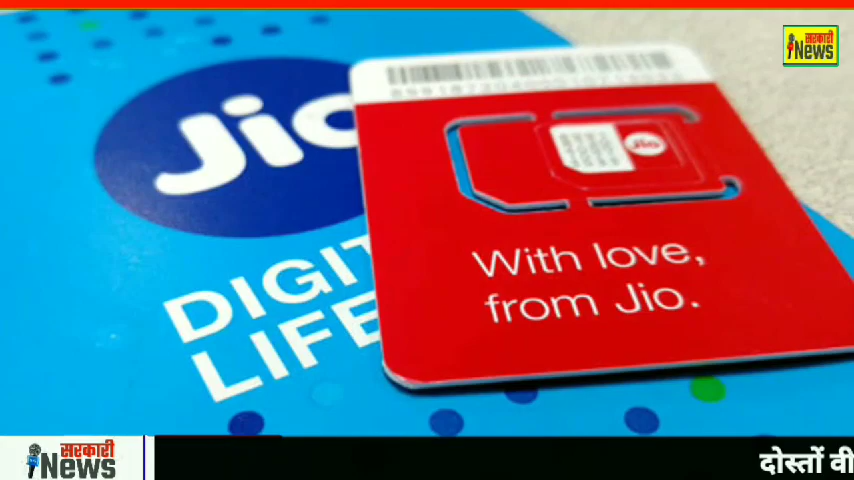 सरकारी
News
Jio
DIGIT
LIFE
Jio
With love,
from Jio.
सरकारी
News
दोस्तों वी